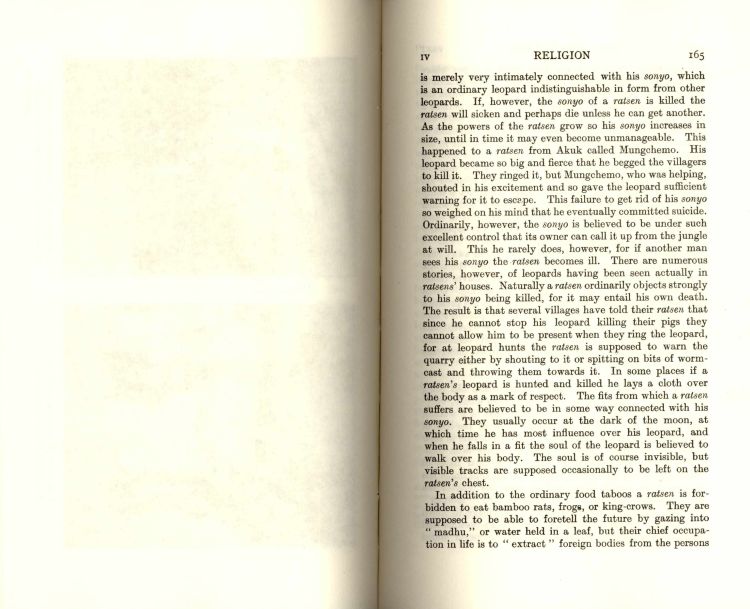 IV RELIGION 165
is merely very intimately connected with his sonyo, which
is an ordinary leopard indistinguishable in form from other
leopards. If, however, the sonyo of a ratsen is killed the
ratsen will sicken and perhaps die unless he can get another.
As the powers of the ratsen grow so his sonyo increases in
size, until in time it may even become unmanageable. This
happened to a ratsen from Akuk called Mungchemo. His
leopard became so big and fierce that he begged the villagers
to kill it. They ringed it, but Mungchemo, who was helping,
shouted in his excitement and so gave the leopard sufficient
warning for it to escape. This failure to get rid of his sonyo
so weighed on his mind that he eventually committed suicide.
Ordinarily, however, the sonyo is believed to be under such
excellent control that its owner can call it up from the jungle
at will. This he rarely does, however, for if another man
sees his sonyo the ratsen becomes ill. There are numerous
stories, however, of leopards having been seen actually in
ratsens' houses. Naturally a ratsen ordinarily objects strongly
to his sonyo being killed, for it may entail his own death.
The result is that several villages have told their ratsen that
since he cannot stop his leopard killing their pigs they
cannot allow him to be present when they ring the leopard,
for at leopard hunts the ratsen is supposed to warn the
quarry either by shouting to it or spitting on bits of worm-
cast and throwing them towards it. In some places if a
ratsen's leopard is hunted and killed he lays a cloth over
the body as a mark of respect. The fits from which a ratsen
suffers are believed to be in some way connected with his
sonyo. They usually occur at the dark of the moon, at
which time he has most influence over his leopard, and
when he falls in a fit the soul of the leopard is believed to
walk over his body. The soul is of course invisible, but
visible tracks are supposed occasionally to be left on the
ratsen's chest.
In addition to the ordinary food taboos a ratsen is for-
bidden to eat bamboo rats, frogs, or king-crows. They are
supposed to be able to foretell the future by gazing into
" madhu," or water held in a leaf, but their chief occupa-
tion in life is to " extract " foreign bodies from the persons